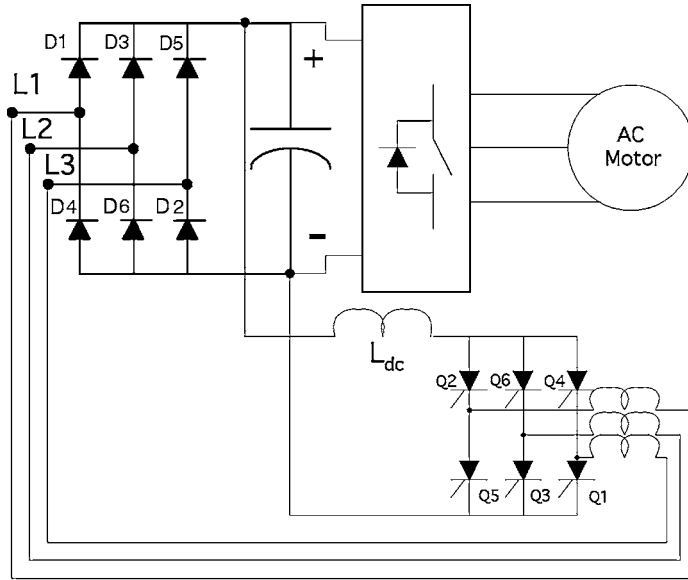 D1 D3 D5
L1
L2
L3
D4 D6 D2
+
-
AC
Motor
Ldc
Q2 Q6 Q4
Q5 Q3 Q1